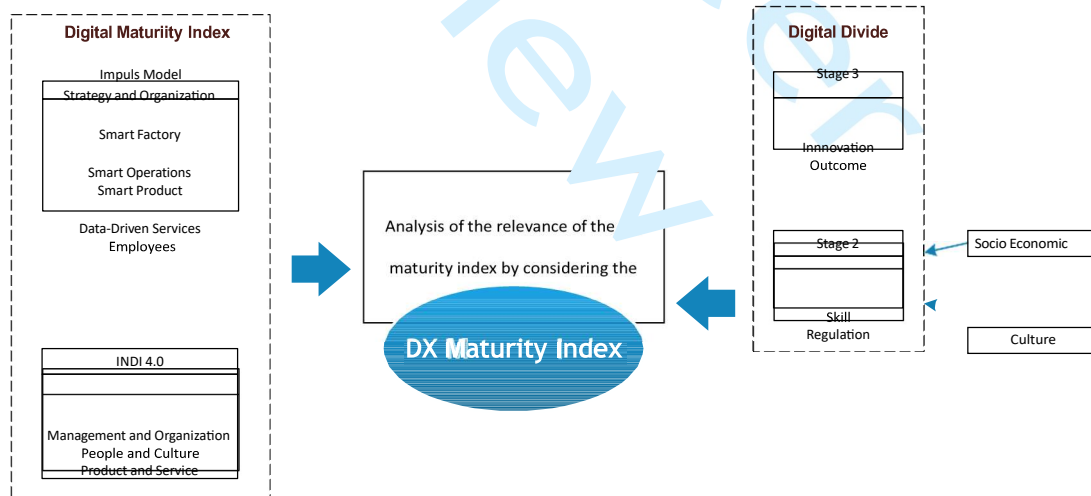 Digital Maturiity Index
Impuls Model
Strategy and Organization
Smart Factory
Smart Operations
Smart Product
Data-Driven Services
Employees
INDI 4.0
Management and Organization
People and Culture
Product and Service
Analysis of the relevance of the
maturity index by considering the
DX Maturity Index
Digital Divide
Stage 3
Innnovation
Outcome
Stage 2
Skill
Regulation
Socio Economic
Culture